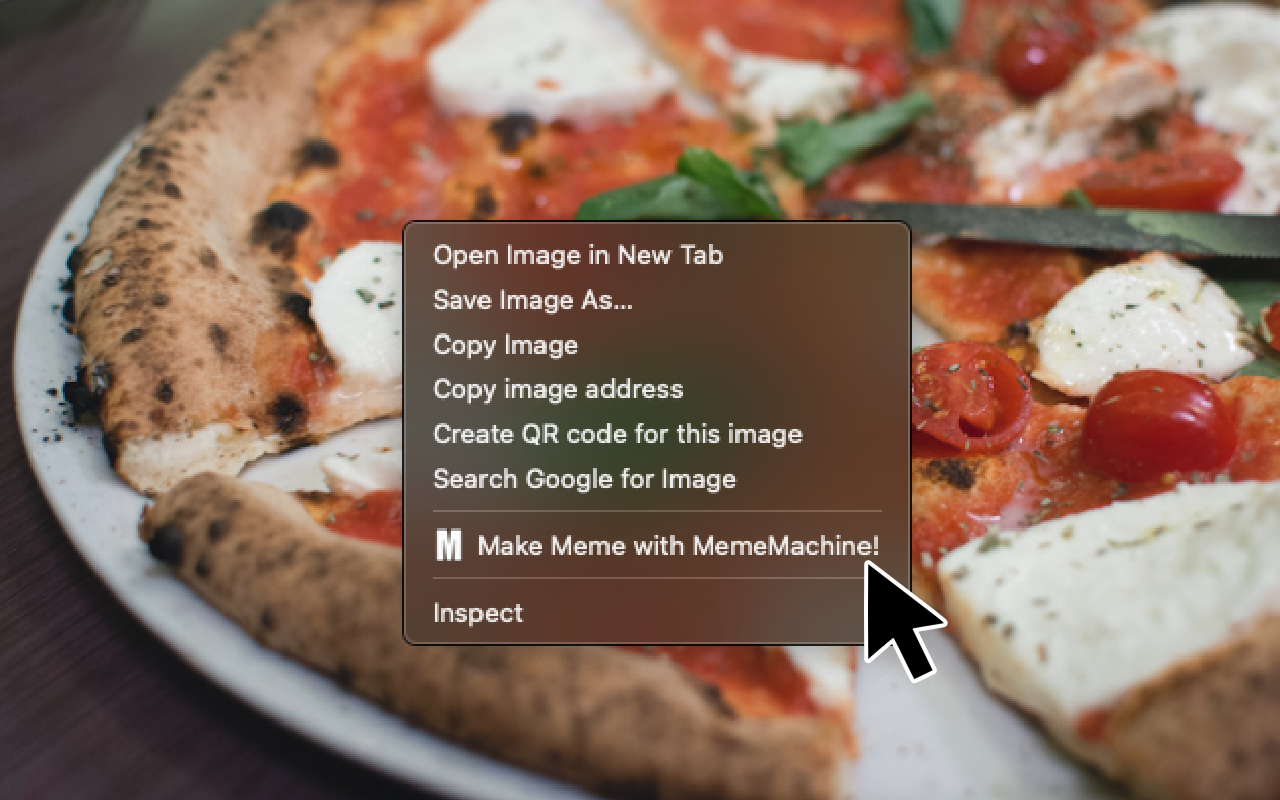 Open Image in New Tab
Save Image As...
Copy Image
Copy image address
Create QR code for this image
Search Google for Image
M Make Meme with MemeMachine!
Inspect